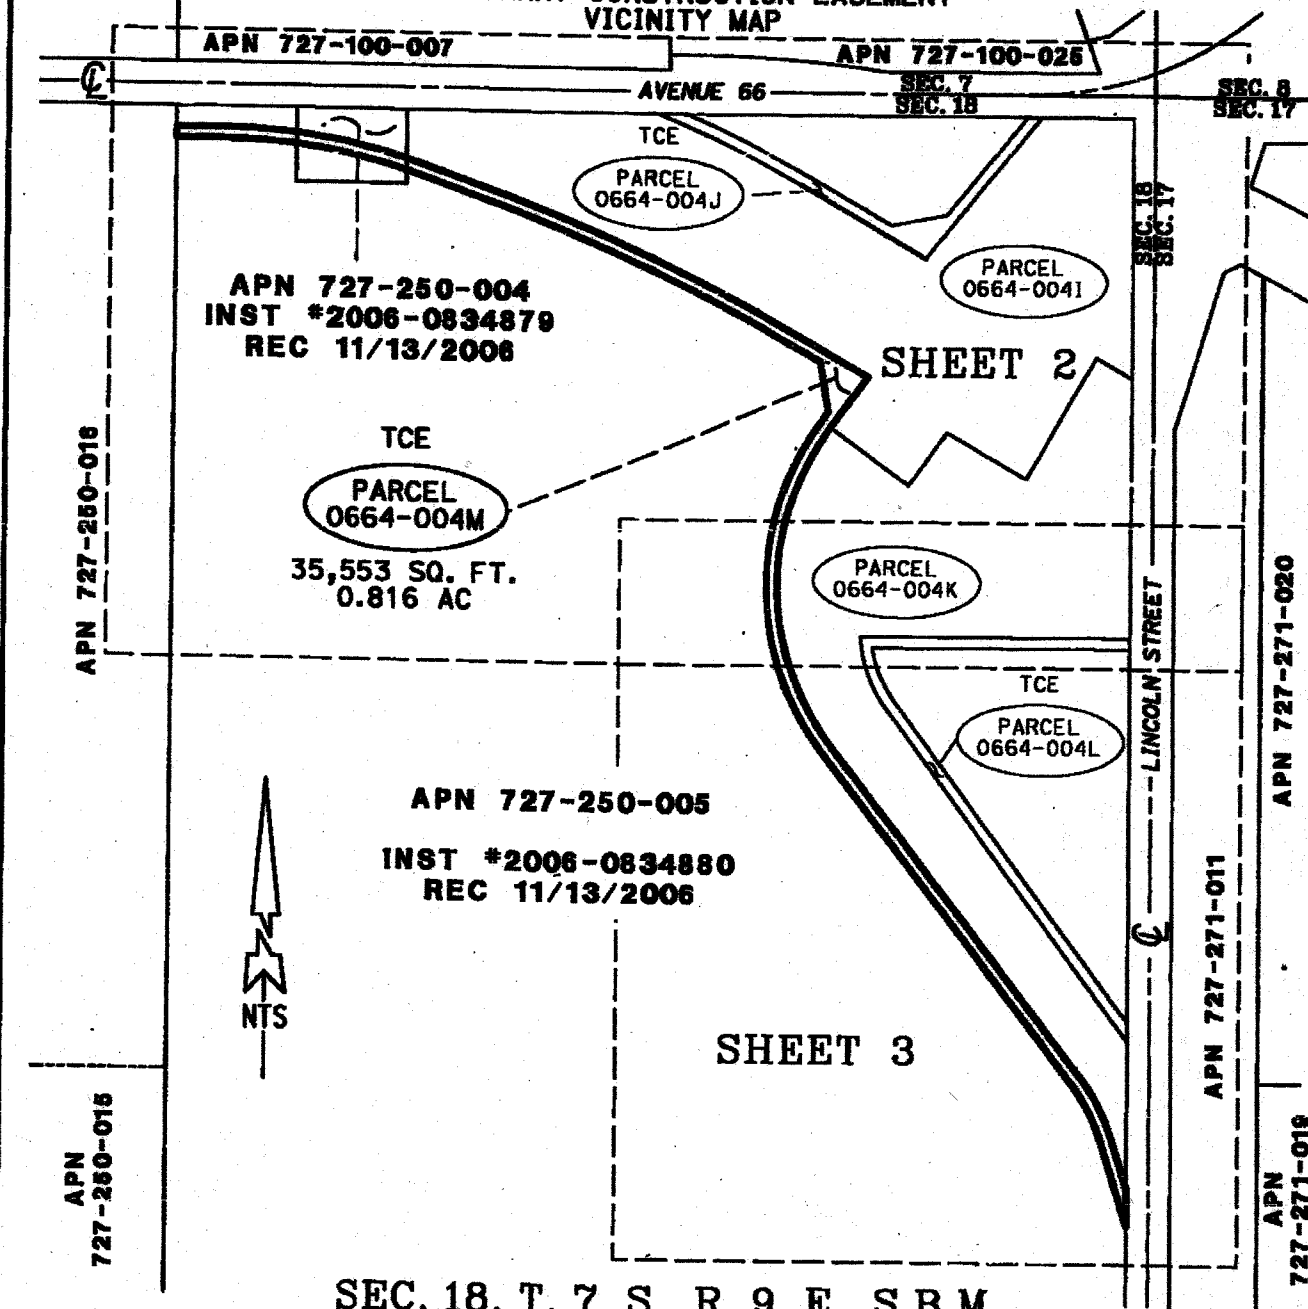 CONSTRUCTION EASEMENT
VICINITY MAP
APN 727-100-007
APN 727-100-025
AVENUE 66
SEC. 7
SEC. 18
SEC. 8
SEC. 17
TCE
PARCEL
0664-004J
SEC. 18
SEC. 17
PARCEL
0664-004I
APN 727-250-004
INST #2006-0834879
REC 11/13/2006
SHEET 2
TCE
PARCEL
0664-004M
35,553 SQ. FT.
0.816 AC
APN 727-250-016
PARCEL
0664-004K
LINCOLN STREET
APN 727-271-020
TCE
PARCEL
0664-004L
APN 727-250-005
INST #2006-0834880
REC 11/13/2006
APN 727-271-011
NTS
SHEET 3
APN
727-250-015
APN
727-271-019
SEC. 18, T. 7 S R 9 E S B M